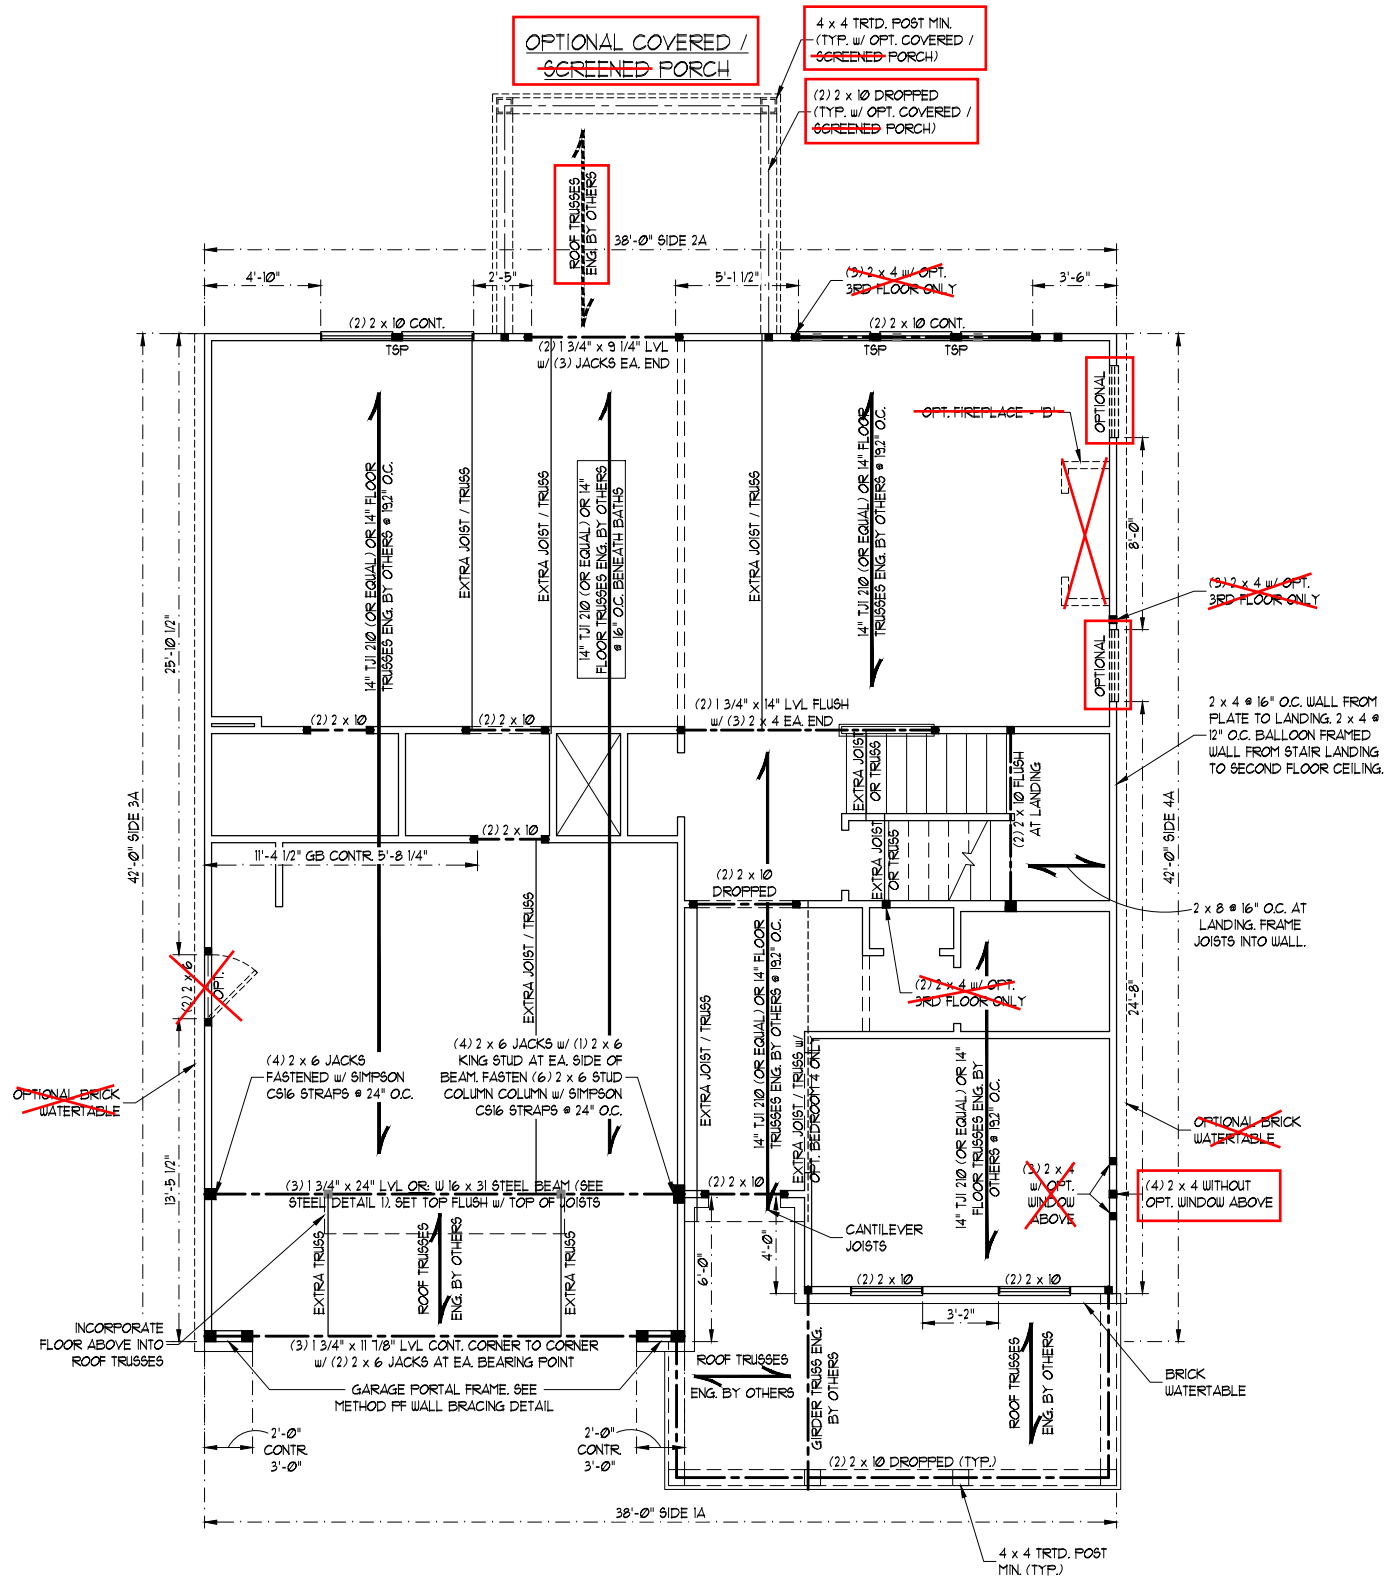 OPTIONAL COVERED /
SCREENED PORCH
4 x 4 TRTD. POST MIN.
(TYP. w/ OPT. COVERED /
SCREENED PORCH)
(2) 2 x 10 DROPPED
(TYP. w/ OPT. COVERED /
SCREENED PORCH)
ROOF TRUSSES
ENG. BY OTHERS
38'-0" SIDE 2A
4'-10"
2'-5"
5'-1 1/2"
3'-6"
(3) 2 x 4 w/ OPT.
3RD FLOOR ONLY
(2) 2 x 10 CONT.
TSP
(2) 1 3/4" x 9 1/4" LVL
w/ (3) JACKS EA. END
(2) 2 x 10 CONT.
TSP
TSP
OPTIONAL
OPT. FIREPLACE - 'D'
14" TJI 210 (OR EQUAL) OR 14" FLOOR
TRUSSES ENG. BY OTHERS @ 19.2" O.C.
EXTRA JOIST / TRUSS
EXTRA JOIST / TRUSS
14" TJI 210 (OR EQUAL) OR 14"
FLOOR TRUSSES ENG. BY OTHERS
@ 16" O.C. BENEATH BATHS
EXTRA JOIST / TRUSS
14" TJI 210 (OR EQUAL) OR 14" FLOOR
TRUSSES ENG. BY OTHERS @ 19.2" O.C.
8'-0"
(3) 2 x 4 w/ OPT.
3RD FLOOR ONLY
OPTIONAL
25'-10 1/2"
2 x 4 @ 16" O.C. WALL FROM
PLATE TO LANDING. 2 x 4 @
12" O.C. BALLOON FRAMED
WALL FROM STAIR LANDING
TO SECOND FLOOR CEILING.
(2) 2 x 10
(2) 2 x 10
(2) 1 3/4" x 14" LVL FLUSH
w/ (3) 2 x 4 EA. END
EXTRA JOIST
OR TRUSS
(2) 2 x 10 FLUSH
AT LANDING
42'-0" SIDE 3A
42'-0" SIDE 4A
(2) 2 x 10
11'-4 1/2" GB CONTR. 5'-8 1/4"
EXTRA JOIST
OR TRUSS
(2) 2 x 10
DROPPED
2 x 8 @ 16" O.C. AT
LANDING. FRAME
JOISTS INTO WALL.
EXTRA JOIST / TRUSS
(2) 2 x 6
OPT.
(2) 2 x 4 w/ OPT.
3RD FLOOR ONLY
24'-8"
EXTRA JOIST / TRUSS
14" TJI 210 (OR EQUAL) OR 14" FLOOR
TRUSSES ENG. BY OTHERS @ 19.2" O.C.
EXTRA JOIST / TRUSS w/
OPT. BEDROOM 4 ONLY
14" TJI 210 (OR EQUAL) OR 14"
FLOOR TRUSSES ENG. BY
OTHERS @ 19.2" O.C.
(4) 2 x 6 JACKS
FASTENED w/ SIMPSON
CS16 STRAPS @ 24" O.C.
(4) 2 x 6 JACKS w/ (1) 2 x 6
KING STUD AT EA. SIDE OF
BEAM. FASTEN (6) 2 x 6 STUD
COLUMN COLUMN w/ SIMPSON
CS16 STRAPS @ 24" O.C.
OPTIONAL BRICK
WATERTABLE
OPTIONAL BRICK
WATERTABLE
13'-5 1/2"
(3) 1 3/4" x 24" LVL OR: W 16 x 31 STEEL BEAM (SEE
STEEL DETAIL 1). SET TOP FLUSH w/ TOP OF JOISTS
(2) 2 x 10
(3) 2 x 4
w/ OPT.
WINDOW
ABOVE
(4) 2 x 4 WITHOUT
OPT. WINDOW ABOVE
EXTRA TRUSS
ROOF TRUSSES
ENG. BY OTHERS
EXTRA TRUSS
6'-0"
4'-0"
CANTILEVER
JOISTS
(2) 2 x 10
(2) 2 x 10
3'-2"
INCORPORATE
FLOOR ABOVE INTO
ROOF TRUSSES
(3) 1 3/4" x 11 7/8" LVL CONT. CORNER TO CORNER
w/ (2) 2 x 6 JACKS AT EA. BEARING POINT
GARAGE PORTAL FRAME. SEE
METHOD PF WALL BRACING DETAIL
ROOF TRUSSES
ENG. BY OTHERS
GIRDER TRUSS ENG.
BY OTHERS
ROOF TRUSSES
ENG. BY OTHERS
BRICK
WATERTABLE
2'-0"
CONTR.
3'-0"
2'-0"
CONTR.
3'-0"
(2) 2 x 10 DROPPED (TYP.)
38'-0" SIDE 1A
4 x 4 TRTD. POST
MIN. (TYP.)